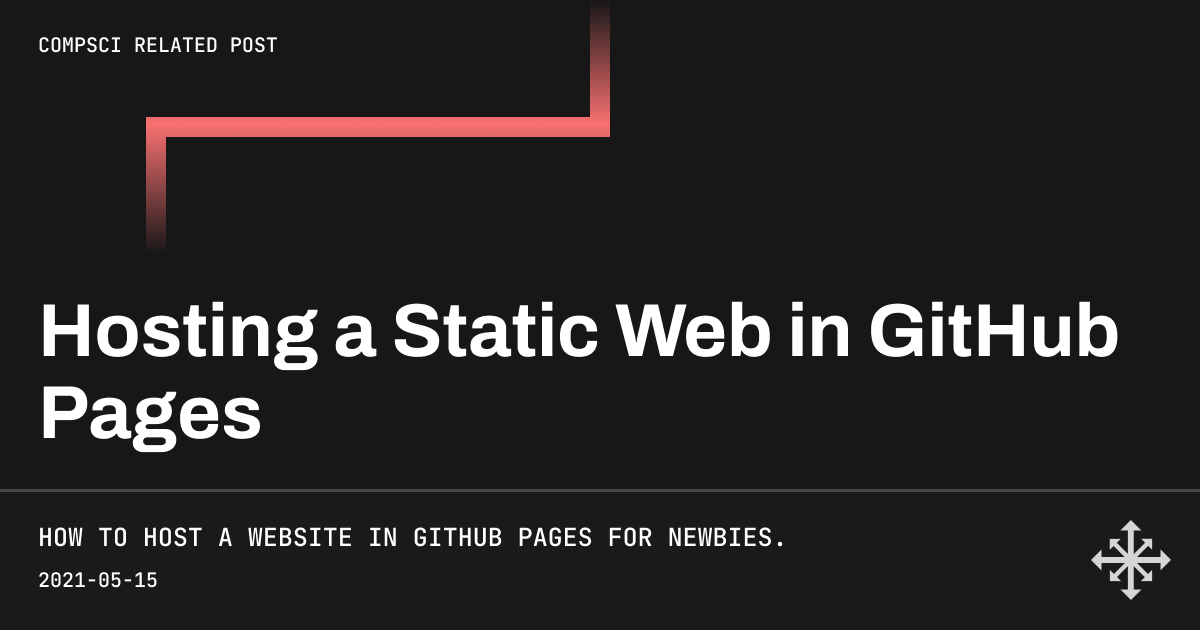 COMPSCI RELATED POST
Hosting a Static Web in GitHub
Pages
HOW TO HOST A WEBSITE IN GITHUB PAGES FOR NEWBIES.
2021-05-15